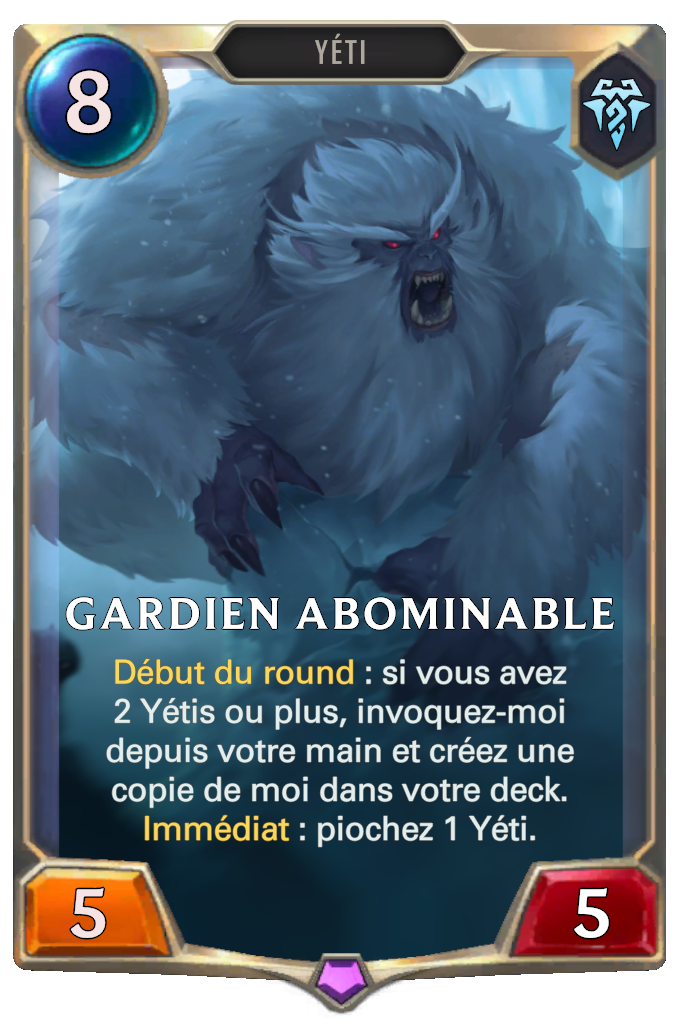 YÉTI
8
GARDIEN ABOMINABLE
Début du round : si vous avez
2 Yétis ou plus, invoquez-moi
depuis votre main et créez une
copie de moi dans votre deck.
Immédiat : piochez 1 Yéti.
5
5